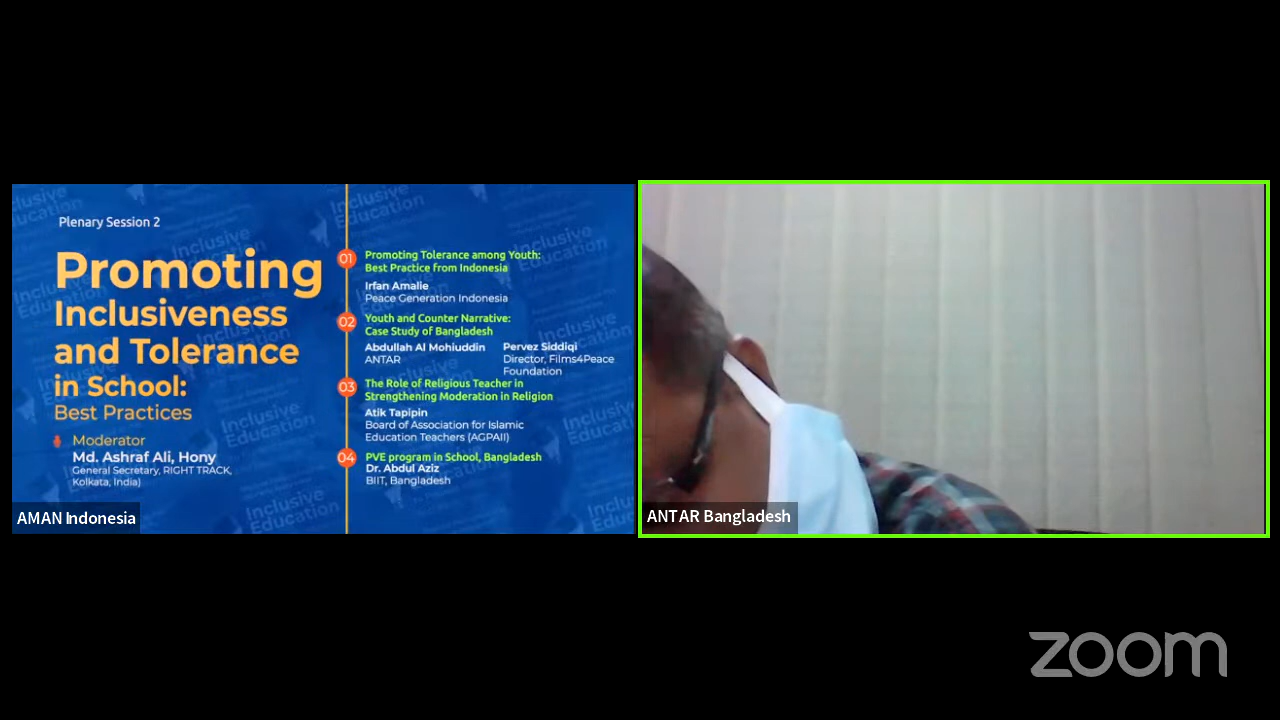 Plenary Session 2
Promoting
Inclusiveness
and Tolerance
in School:
Best Practices
Moderator
Md. Ashraf Ali, Hony
General Secretary, RIGHT TRACK,
Kolkata, India)
01
Promoting Tolerance among Youth:
Best Practice from Indonesia
Irfan Amalie
Peace Generation Indonesia
02
Youth and Counter Narrative:
Case Study of Bangladesh
Abdullah Al Mohiuddin
ANTAR
Pervez Siddiqi
Director, Films4Peace
Foundation
03
The Role of Religious Teacher in
Strengthening Moderation in Religion
Atik Tapipin
Board of Association for Islamic
Education Teachers (AGPAII)
04
PVE program in School, Bangladesh
Dr. Abdul Aziz
BIIT, Bangladesh
Inclusive
Education
AMAN Indonesia
ANTAR Bangladesh
zoom